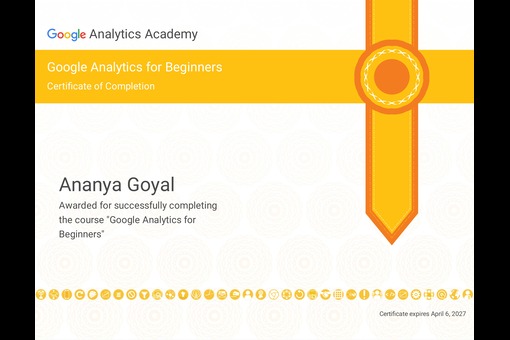 Google Analytics Academy
Google Analytics for Beginners
Certificate of Completion
Ananya Goyal
Awarded for successfully completing
the course "Google Analytics for
Beginners"
Certificate expires April 6, 2027